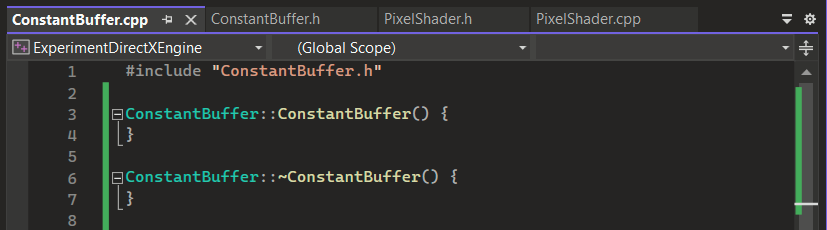 ConstantBuffer.cpp ConstantBuffer.h PixelShader.h PixelShader.cpp
ExperimentDirectXEngine (Global Scope)
1 #include "ConstantBuffer.h"
2
3 ConstantBuffer::ConstantBuffer() {
4 }
5
6 ConstantBuffer::~ConstantBuffer() {
7 }
8